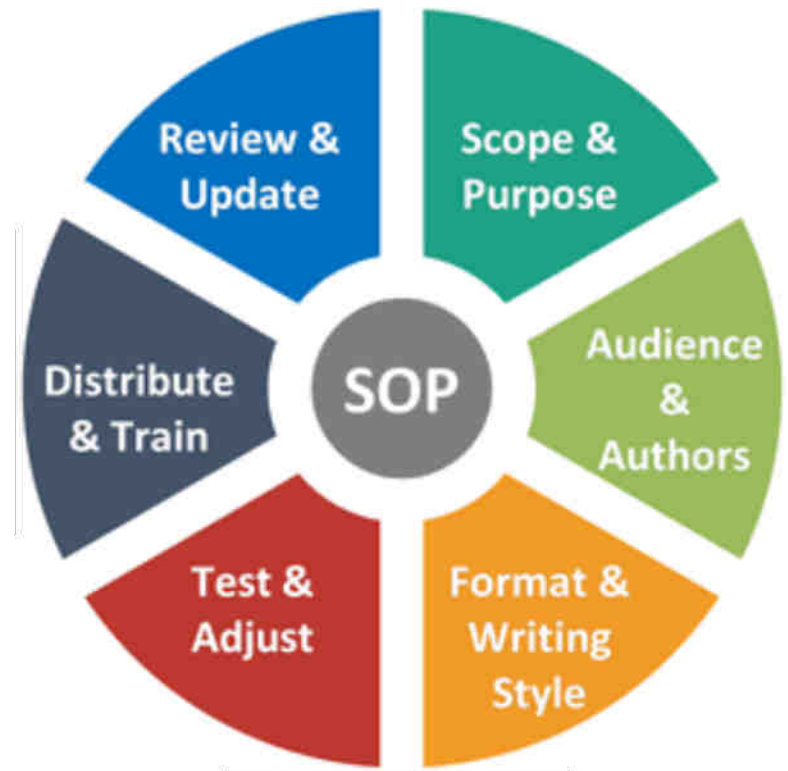 Review &
Update
Scope &
Purpose
Distribute
& Train
SOP
Audience
&
Authors
Test &
Adjust
Format &
Writing
Style